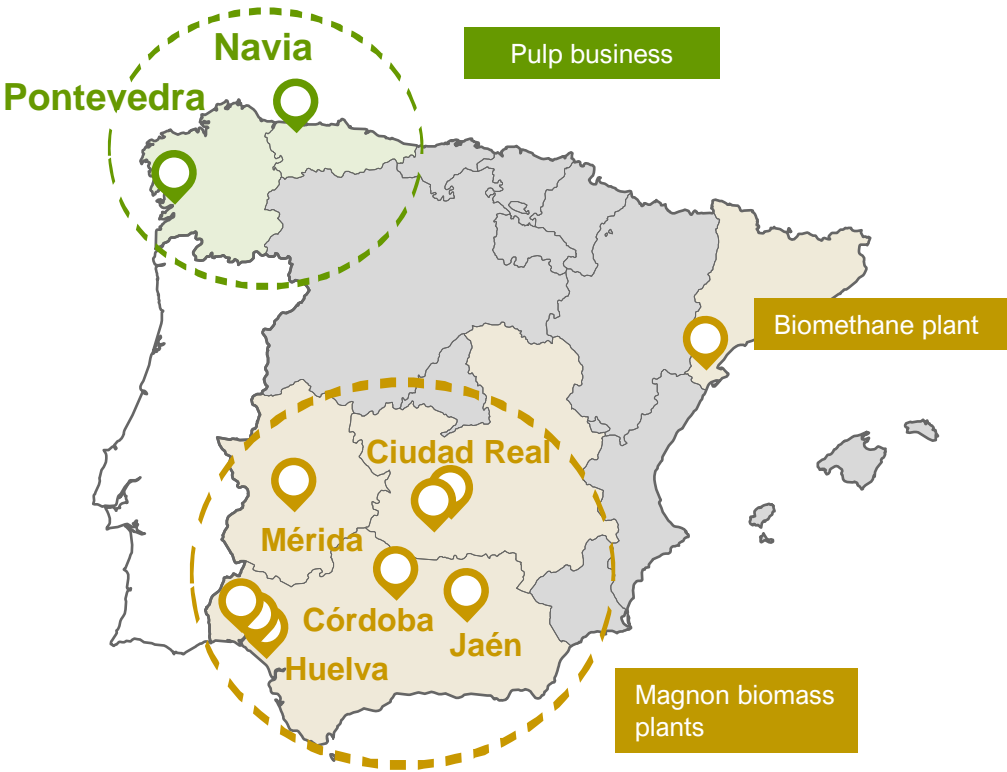 Navia
Pulp business
Pontevedra
Biomethane plant
Ciudad Real
Mérida
Córdoba
Jaén
Huelva
Magnon biomass
plants